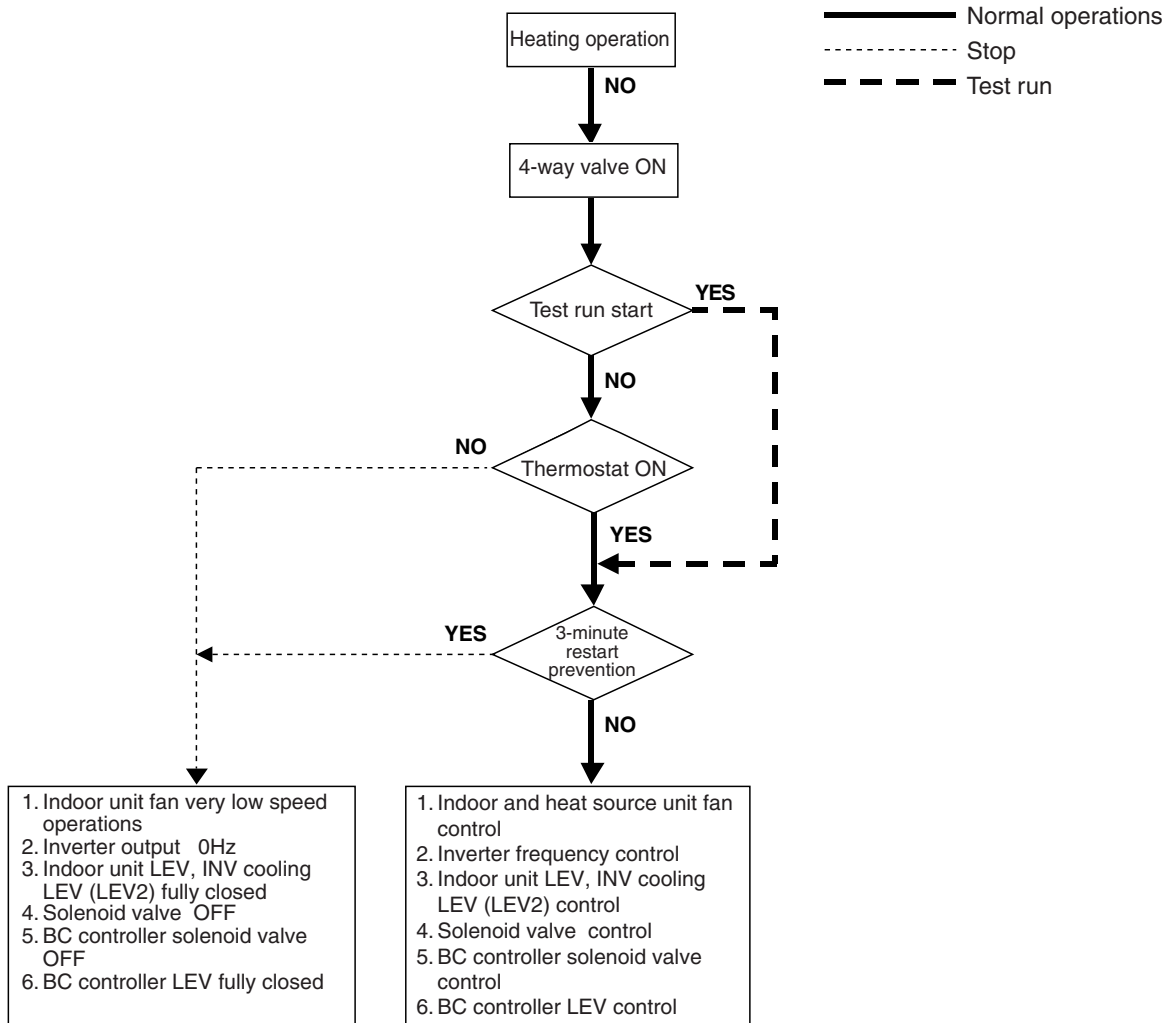 Normal operations
Stop
Test run
Heating operation
NO
4-way valve ON
Test run start
YES
NO
Thermostat ON
NO
YES
3-minute
restart
prevention
YES
NO
1. Indoor unit fan very low speed
operations
2. Inverter output 0Hz
3. Indoor unit LEV, INV cooling
LEV (LEV2) fully closed
4. Solenoid valve OFF
5. BC controller solenoid valve
OFF
6. BC controller LEV fully closed
1. Indoor and heat source unit fan
control
2. Inverter frequency control
3. Indoor unit LEV, INV cooling
LEV (LEV2) control
4. Solenoid valve control
5. BC controller solenoid valve
control
6. BC controller LEV control